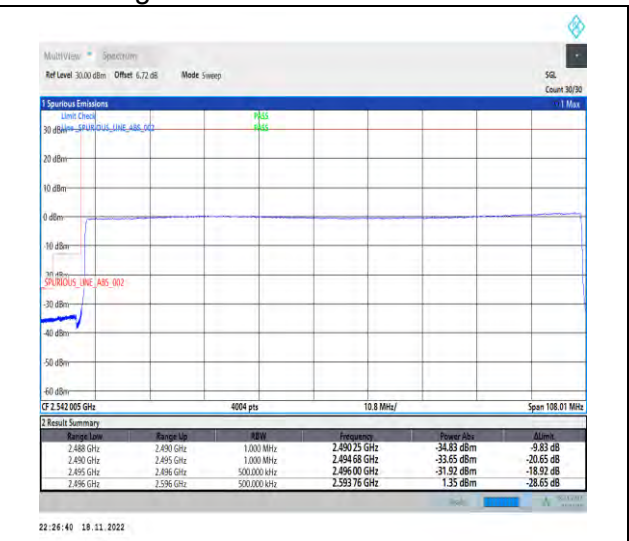 MultiView Spectrum
Ref Level 30.00 dBm Offset 6.72 dB Mode Sweep SGL
Count 30/30
1 Spurious Emissions 1 Max
Limit Check PASS
30 dBm Line _SPURIOUS_LINE_ABS_002 PASS
20 dBm
10 dBm
0 dBm
-10 dBm
-20 dBm
SPURIOUS_LINE_ABS_002
-30 dBm
-40 dBm
-50 dBm
-60 dBm
CF 2.542 005 GHz 4004 pts 10.8 MHz/ Span 108.01 MHz
2 Result Summary
Range Low Range Up RBW Frequency Power Abs ΔLimit
2.488 GHz 2.490 GHz 1.000 MHz 2.490 25 GHz -34.83 dBm -9.83 dB
2.490 GHz 2.495 GHz 1.000 MHz 2.494 68 GHz -33.65 dBm -20.65 dB
2.495 GHz 2.496 GHz 500.000 kHz 2.496 00 GHz -31.92 dBm -18.92 dB
2.496 GHz 2.596 GHz 500.000 kHz 2.593 76 GHz 1.35 dBm -28.65 dB
22:26:40 18.11.2022